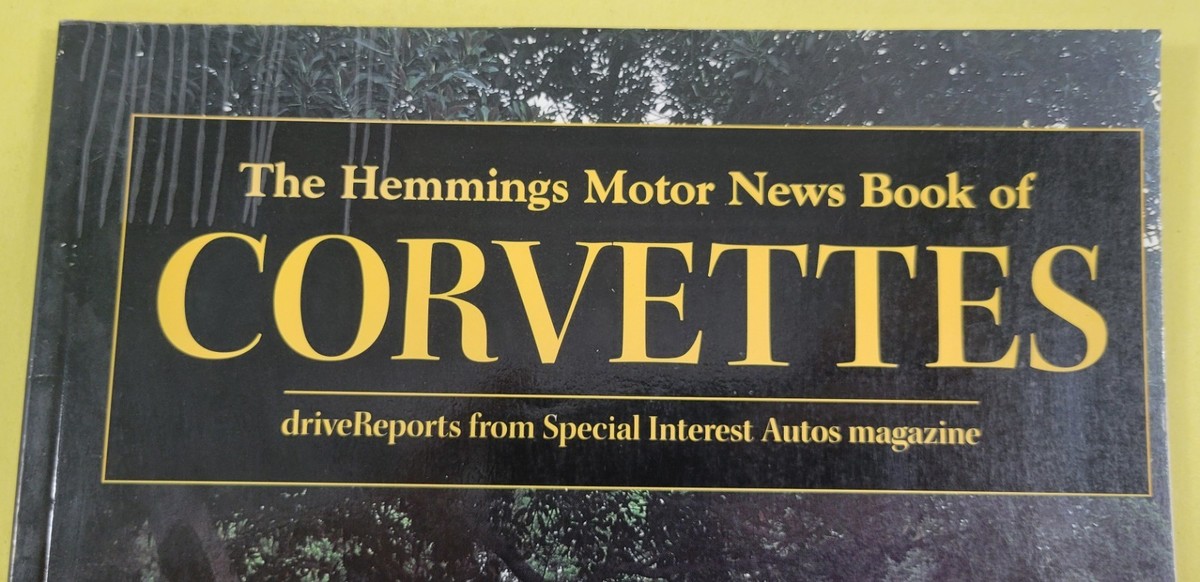 The Hemmings Motor News Book of
CORVETTES
driveReports from Special Interest Autos magazine